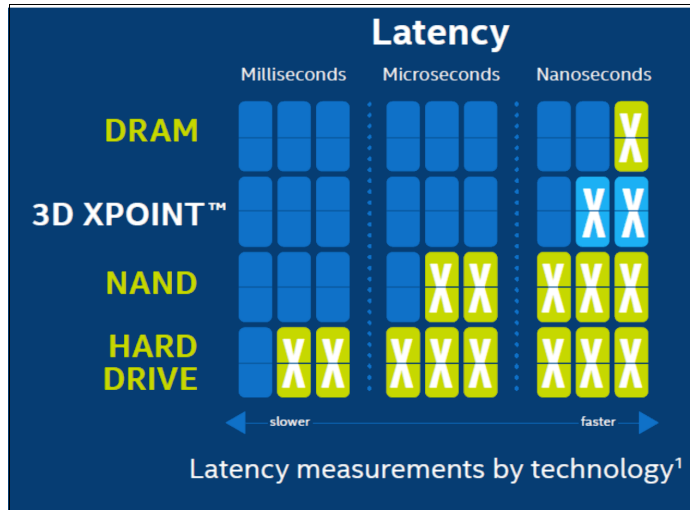 Latency
Milliseconds Microseconds Nanoseconds
DRAM X
3D XPOINT™ X X
NAND X X X X X
HARD
DRIVE X X X X X X X X
slower faster
Latency measurements by technology¹